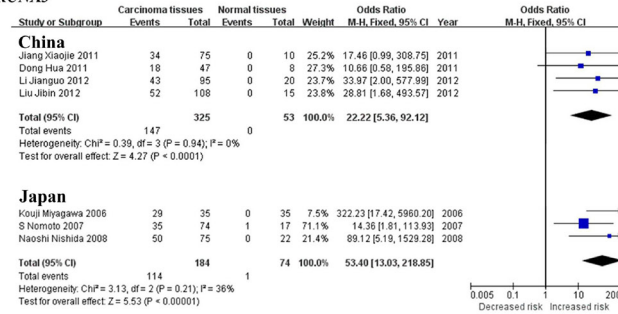 Carcinoma tissues Normal tissues
Study or Subgroup Events Total Events Total Weight M-H, Fixed, 95% CI Year
China
Jiang Xiaojie 2011 34 75 0 10 25.2% 17.46 [0.99, 308.75] 2011
Dong Hua 2011 18 47 0 8 27.3% 10.66 [0.58, 195.86] 2011
Li Jianguo 2012 43 95 0 20 24.4% 33.97 [2.00, 577.99] 2012
Liu Jibin 2012 52 108 0 15 23.1% 28.81 [1.68, 493.57] 2012
Total (95% CI) 325 53 100.0% 22.22 [5.36, 92.12]
Total events 147 0
Heterogeneity: Chi² = 0.39, df = 3 (P = 0.94); I² = 0%
Test for overall effect: Z = 4.27 (P < 0.0001)
Japan
Kouji Miyagawa 2006 29 35 0 35 7.5% 322.23 [17.42, 5960.20] 2006
S Nomoto 2007 35 74 1 17 71.1% 14.36 [1.81, 113.93] 2007
Naoshi Nishida 2008 50 75 0 22 21.4% 89.12 [5.19, 1529.28] 2008
Total (95% CI) 184 74 100.0% 53.40 [13.03, 218.85]
Total events 114 1
Heterogeneity: Chi² = 3.13, df = 2 (P = 0.21); I² = 36%
Test for overall effect: Z = 5.53 (P < 0.00001)
0.005 0.1 1 10 200
Decreased risk Increased risk